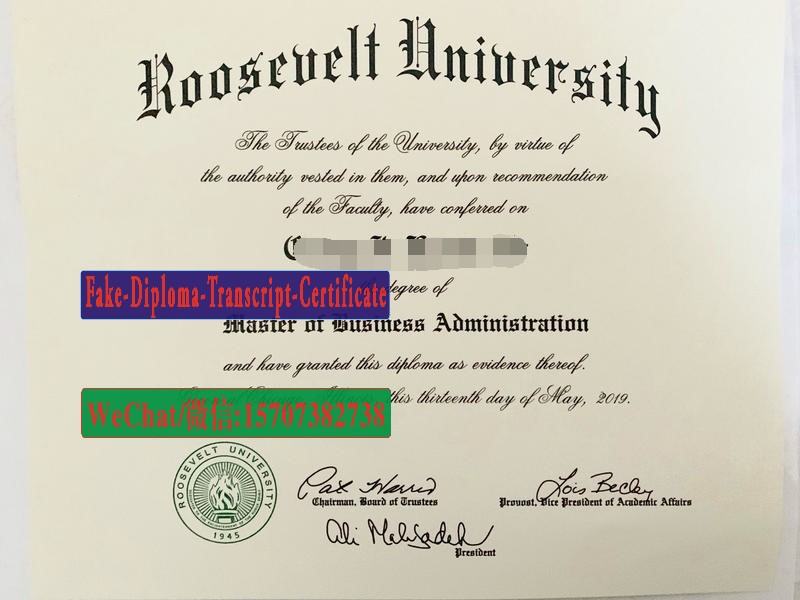 Roosevelt University
The Trustees of the University, by virtue of
the authority vested in them, and upon recommendation
of the Faculty, have conferred on
degree of
Fake-Diploma-Transcript-Certificate
Master of Business Administration
and have granted this diploma as evidence thereof.
this thirteenth day of May, 2019.
WeChat/微信:15707382738
ROOSEVELT UNIVERSITY
1945
Chairman, Board of Trustees
Provost, Vice President of Academic Affairs
President